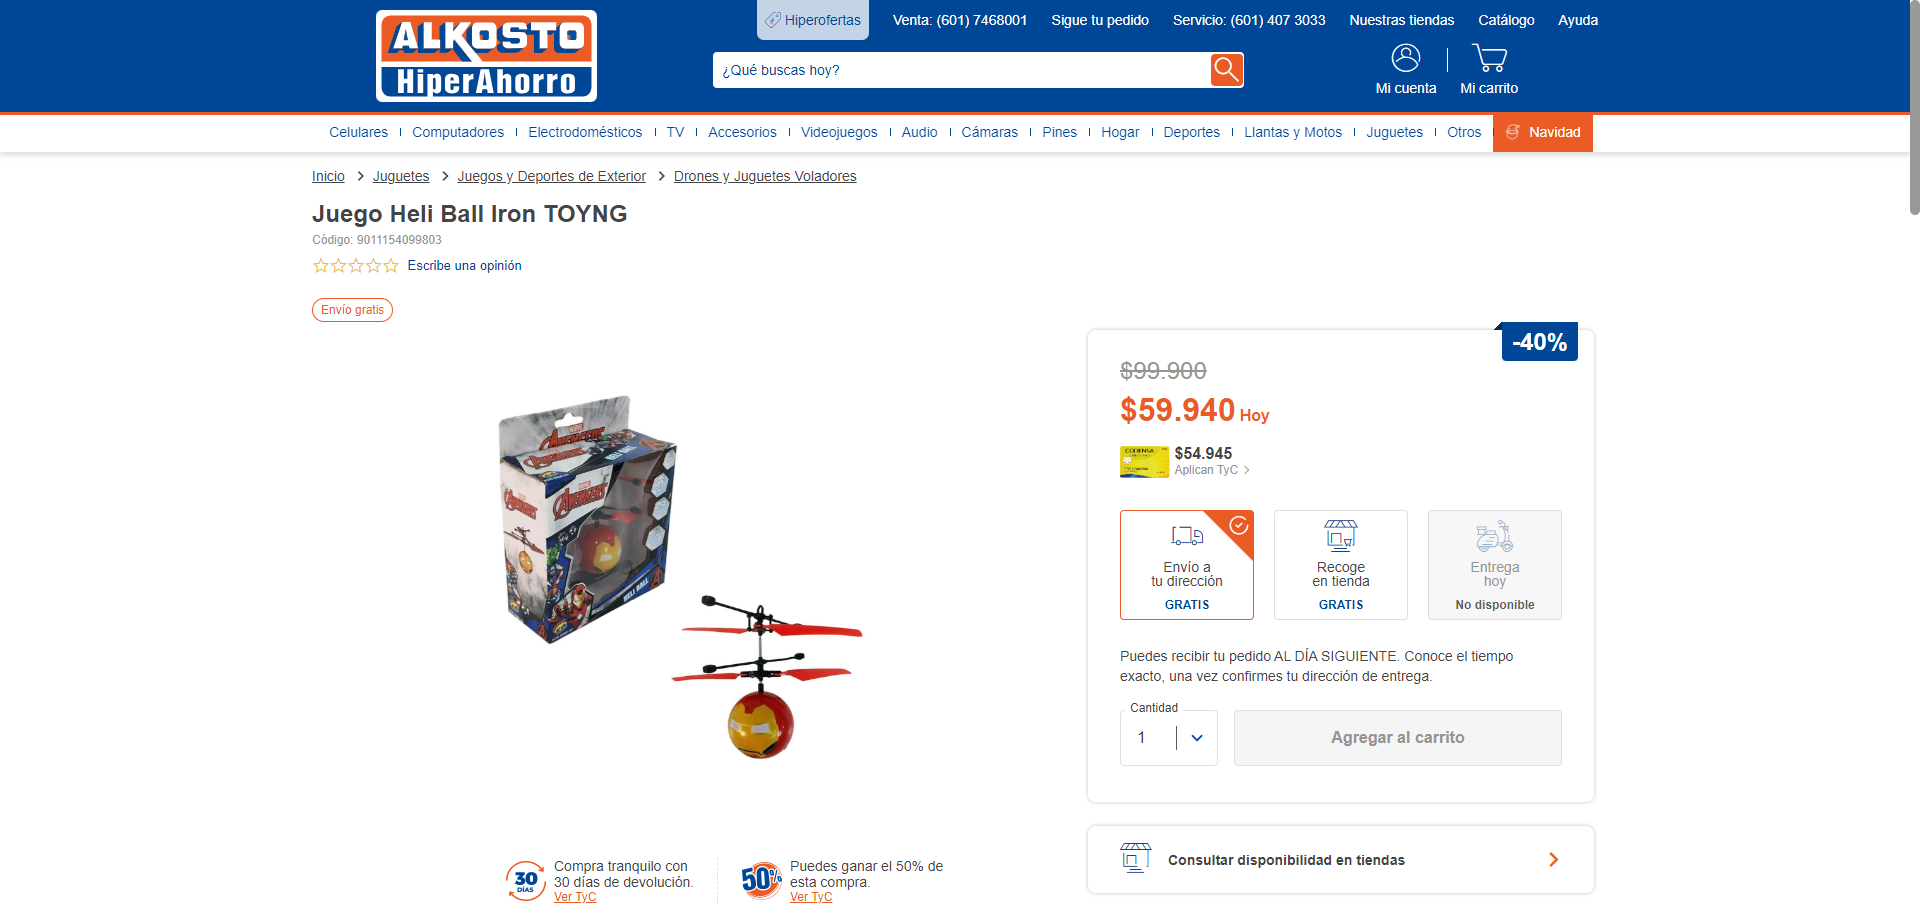 ALKOSTO
HiperAhorro
Hiperofertas
Venta: (601) 7468001
Sigue tu pedido
Servicio: (601) 407 3033
Nuestras tiendas
Catálogo
Ayuda
¿Qué buscas hoy?
Mi cuenta
Mi carrito
Celulares
Computadores
Electrodomésticos
TV
Accesorios
Videojuegos
Audio
Cámaras
Pines
Hogar
Deportes
Llantas y Motos
Juguetes
Otros
Navidad
Inicio
Juguetes
Juegos y Deportes de Exterior
Drones y Juguetes Voladores
Juego Heli Ball Iron TOYNG
Código: 9011154099803
Escribe una opinión
Envío gratis
AVENGERS
AVENGERS
AVENGERS
HELI BALL
-40%
$99.900
$59.940 Hoy
CODENSA
$54.945
Aplican TyC
Envío a
tu dirección
GRATIS
Recoge
en tienda
GRATIS
Entrega
hoy
No disponible
Puedes recibir tu pedido AL DÍA SIGUIENTE. Conoce el tiempo
exacto, una vez confirmes tu dirección de entrega.
Cantidad
1
Agregar al carrito
Consultar disponibilidad en tiendas
30
DÍAS
Compra tranquilo con
30 días de devolución.
Ver TyC
50%
Puedes ganar el 50% de
esta compra.
Ver TyC